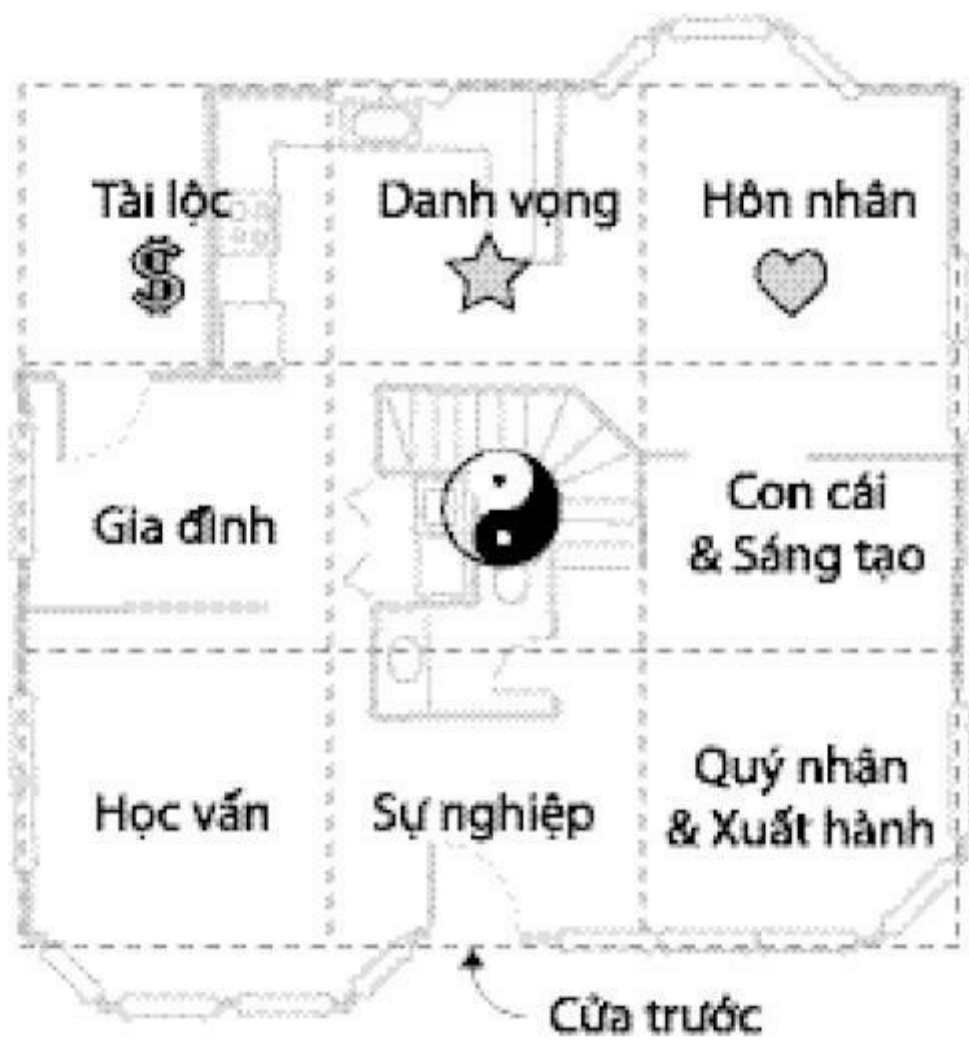 Tài lộc
Danh vọng
Hôn nhân
$
Gia đình
Con cái
& Sáng tạo
Học vấn
Sự nghiệp
Quý nhân
& Xuất hành
Cửa trước